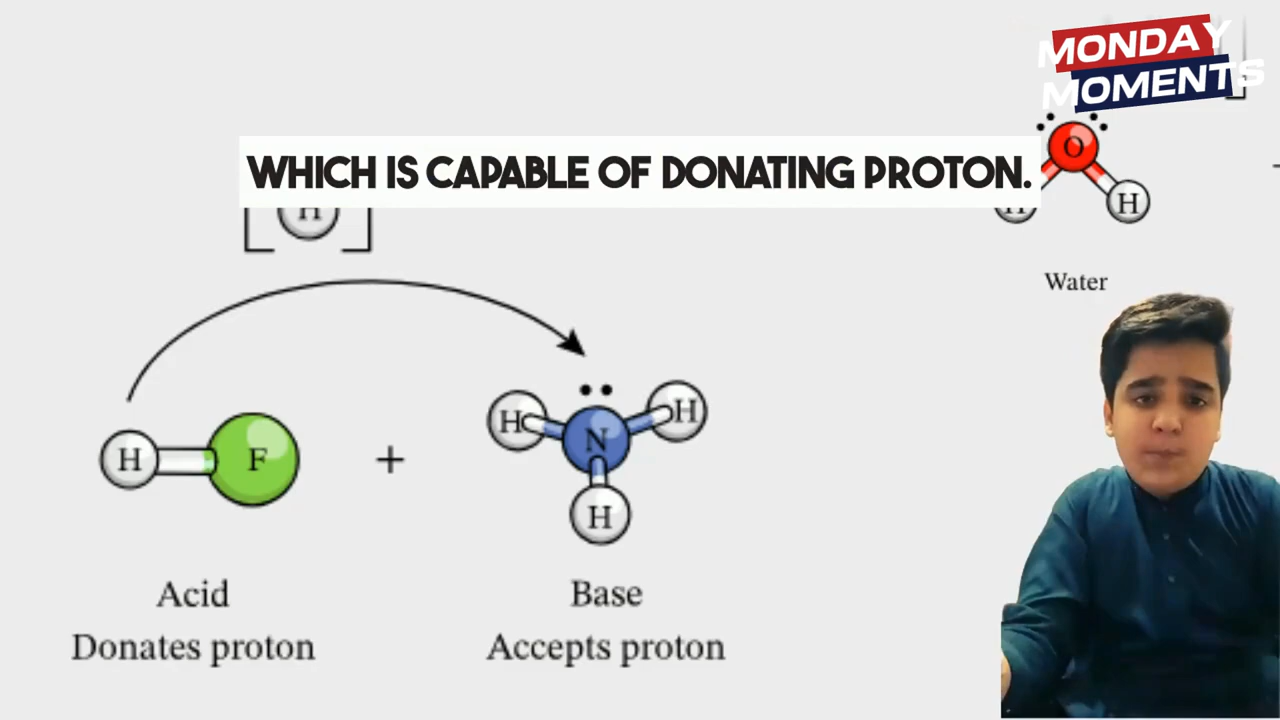 MONDAY
MOMENTS
WHICH IS CAPABLE OF DONATING PROTON.
H
O
H
H
Water
H
F
+
H
N
H
H
Acid
Donates proton
Base
Accepts proton